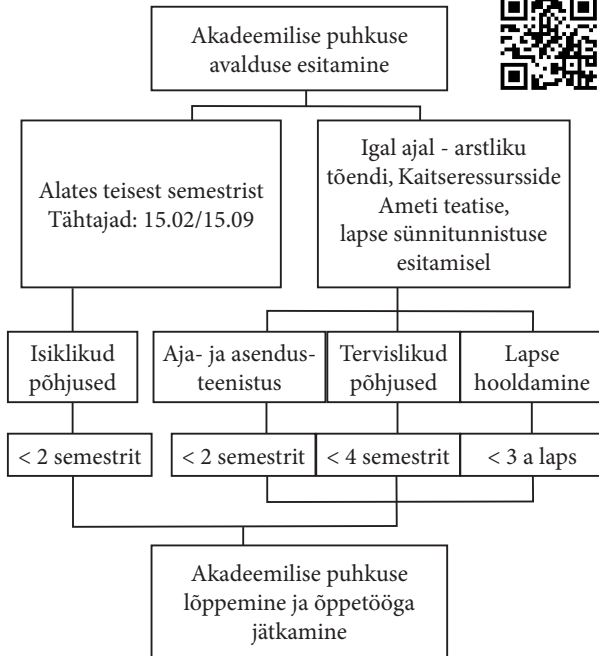 Akadeemilise puhkuse
avalduse esitamine
Alates teisest semestrist
Tähtajad: 15.02/15.09
Igal ajal - arstliku
tõendi, Kaitseressursside
Ameti teatise,
lapse sünnitunnistuse
esitamisel
Isiklikud
põhjused
Aja- ja asendus-
teenistus
Tervislikud
põhjused
Lapse
hooldamine
< 2 semestrit
< 2 semestrit
< 4 semestrit
< 3 a laps
Akadeemilise puhkuse
lõppemine ja õppetööga
jätkamine